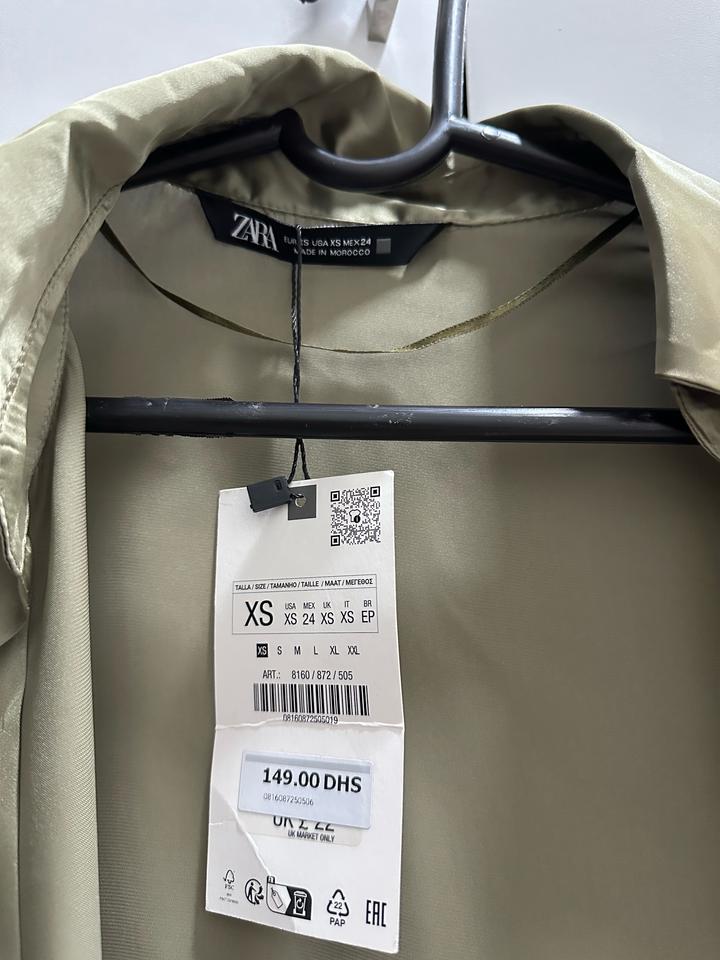 ZARA
EUR XS USA XS MEX 24
MADE IN MOROCCO
TALLA / SIZE / TAMANHO / TAILLE / MAAT / ΜΕΓΕΘΟΣ
USA MEX UK IT BR
XS XS 24 XS XS EP
XS S M L XL XXL
ART.: 8160 / 872 / 505
08160872505019
149.00 DHS
0816087250506
UK £ 22
UK MARKET ONLY
FSC
22
PAP
EAC